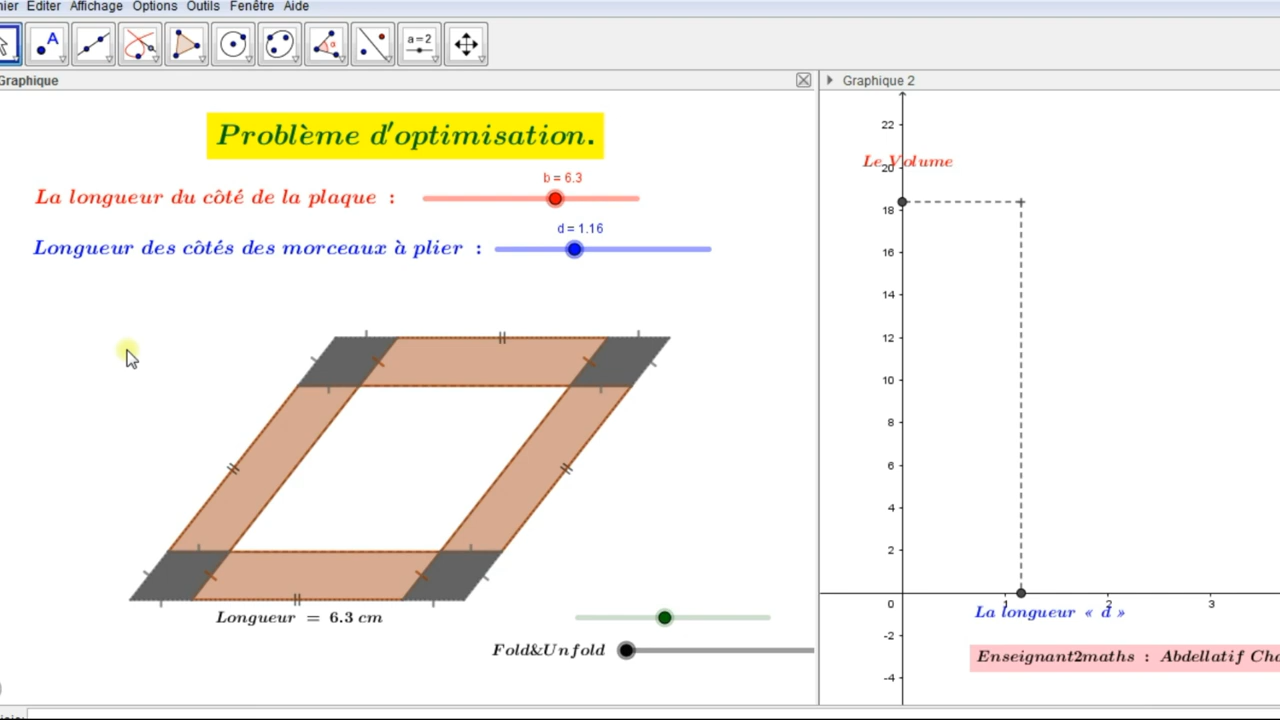 Editer Affichage Options Outils Fenêtre Aide
A
α
a=2
Graphique
Graphique 2
Problème d'optimisation.
La longueur du côté de la plaque :
b = 6.3
Longueur des côtés des morceaux à plier :
d = 1.16
Longueur = 6.3 cm
Fold&Unfold
Le Volume
22
20
18
16
14
12
10
8
6
4
2
0
-2
-4
1
2
3
La longueur « d »
Enseignant2maths : Abdellatif